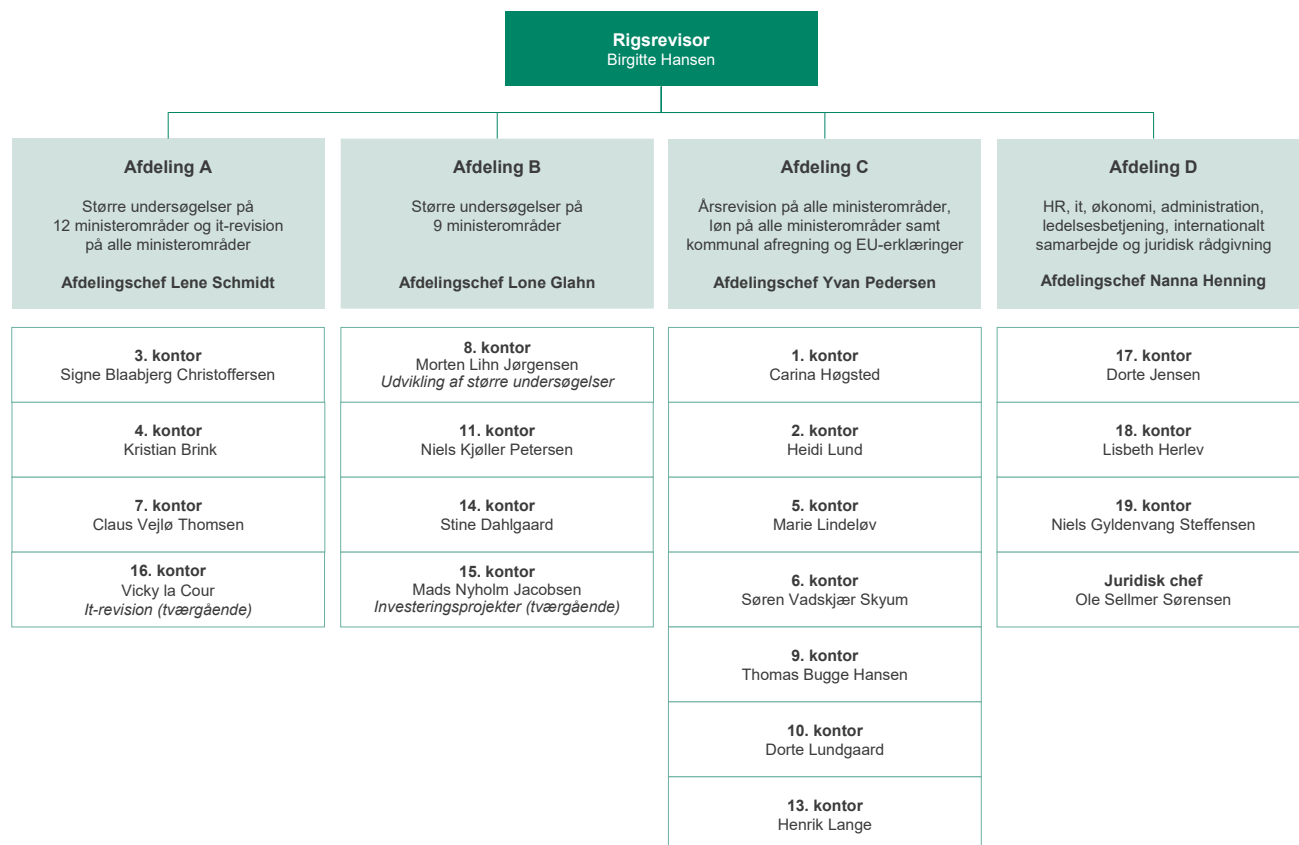 Rigsrevisor
Birgitte Hansen
Afdeling A
Større undersøgelser på
12 ministerområder og it-revision
på alle ministerområder
Afdelingschef Lene Schmidt
3. kontor
Signe Blaabjerg Christoffersen
4. kontor
Kristian Brink
7. kontor
Claus Vejlø Thomsen
16. kontor
Vicky la Cour
It-revision (tværgående)
Afdeling B
Større undersøgelser på
9 ministerområder
Afdelingschef Lone Glahn
8. kontor
Morten Lihn Jørgensen
Udvikling af større undersøgelser
11. kontor
Niels Kjøller Petersen
14. kontor
Stine Dahlgaard
15. kontor
Mads Nyholm Jacobsen
Investeringsprojekter (tværgående)
Afdeling C
Årsrevision på alle ministerområder,
løn på alle ministerområder samt
kommunal afregning og EU-erklæringer
Afdelingschef Yvan Pedersen
1. kontor
Carina Høgsted
2. kontor
Heidi Lund
5. kontor
Marie Lindeløv
6. kontor
Søren Vadskjær Skyum
9. kontor
Thomas Bugge Hansen
10. kontor
Dorte Lundgaard
13. kontor
Henrik Lange
Afdeling D
HR, it, økonomi, administration,
ledelsesbetjening, internationalt
samarbejde og juridisk rådgivning
Afdelingschef Nanna Henning
17. kontor
Dorte Jensen
18. kontor
Lisbeth Herlev
19. kontor
Niels Gyldenvang Steffensen
Juridisk chef
Ole Sellmer Sørensen